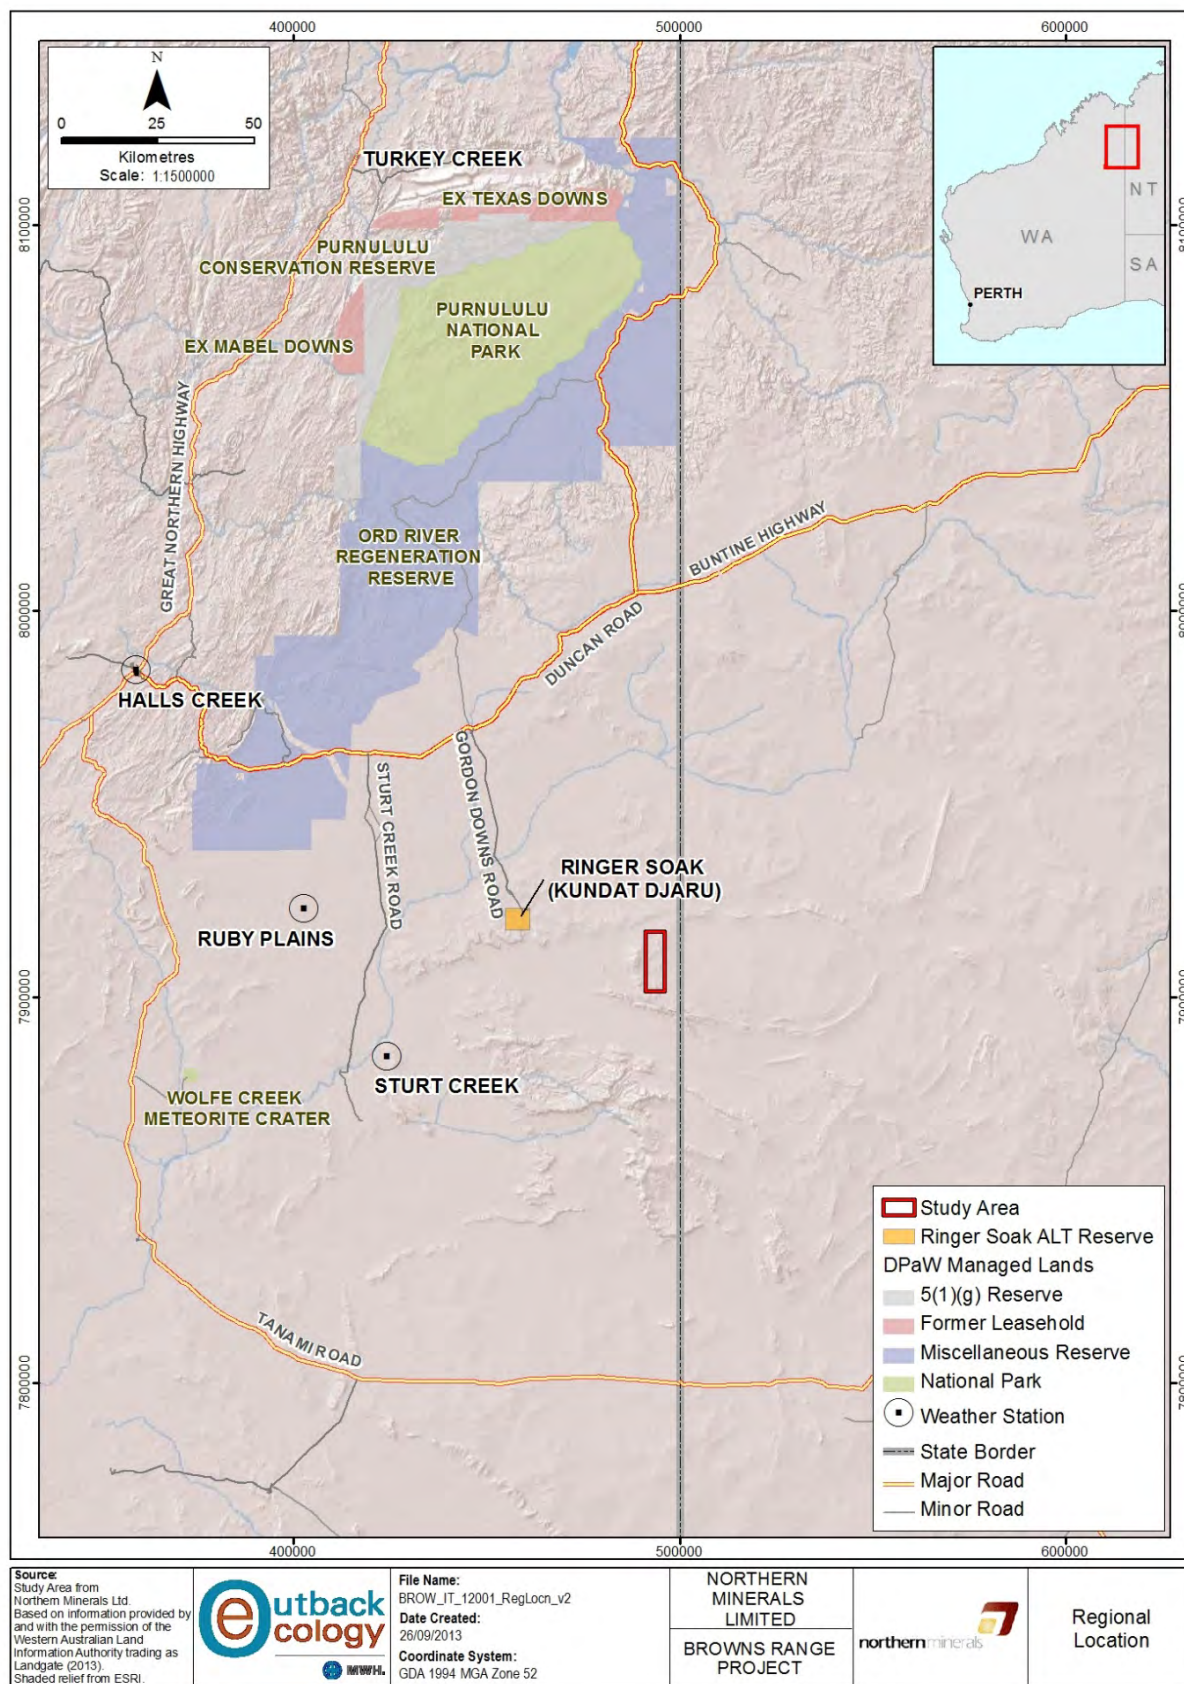 400000
500000
600000
N
0
25
50
Kilometres
Scale: 1:1500000
TURKEY CREEK
EX TEXAS DOWNS
PURNULULU
CONSERVATION RESERVE
PURNULULU
NATIONAL
PARK
EX MABEL DOWNS
WA
NT
SA
PERTH
8100000
8100000
GREAT NORTHERN HIGHWAY
ORD RIVER
REGENERATION
RESERVE
BUNTINE HIGHWAY
DUNCAN ROAD
8000000
8000000
HALLS CREEK
GORDON DOWNS ROAD
STURT CREEK ROAD
RINGER SOAK
(KUNDAT DJARU)
RUBY PLAINS
7900000
7900000
STURT CREEK
WOLFE CREEK
METEORITE CRATER
TANAMI ROAD
7800000
7800000
Study Area
Ringer Soak ALT Reserve
DPaW Managed Lands
5(1)(g) Reserve
Former Leasehold
Miscellaneous Reserve
National Park
Weather Station
State Border
Major Road
Minor Road
400000
500000
600000
Source:
Study Area from
Northern Minerals Ltd.
Based on information provided by
and with the permission of the
Western Australian Land
Information Authority trading as
Landgate (2013).
Shaded relief from ESRI.
Outback
ecology
MWH.
File Name:
BROW_IT_12001_RegLocn_v2
Date Created:
26/09/2013
Coordinate System:
GDA 1994 MGA Zone 52
NORTHERN
MINERALS
LIMITED
BROWNS RANGE
PROJECT
northernminerals
Regional
Location